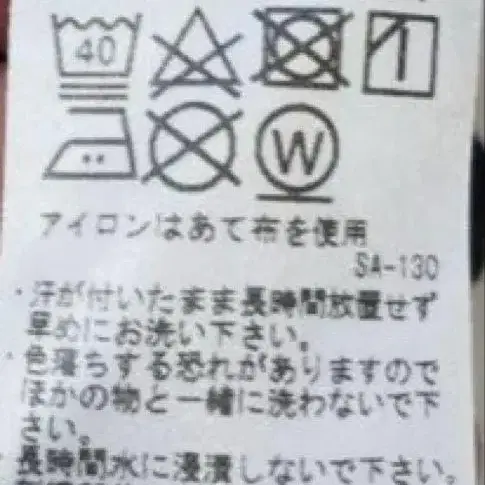 40
W
アイロンはあて布を使用
SA-130
・汗が付いたまま長時間放置せず
早めにお洗い下さい。
・色落ちする恐れがありますので
ほかの物と一緒に洗わないで下
さい。
・長時間水に浸漬しないで下さい。